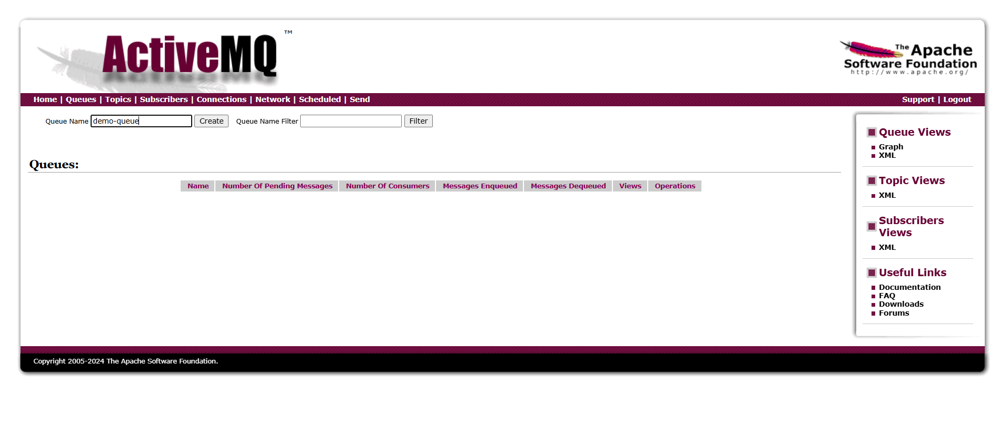 ActiveMQ ™
The Apache
Software Foundation
http://www.apache.org/
Home | Queues | Topics | Subscribers | Connections | Network | Scheduled | Send
Support | Logout
Queue Name demo-queue Create Queue Name Filter Filter
Queues:
Name Number Of Pending Messages Number Of Consumers Messages Enqueued Messages Dequeued Views Operations
Queue Views
Graph
XML
Topic Views
XML
Subscribers
Views
XML
Useful Links
Documentation
FAQ
Downloads
Forums
Copyright 2005-2024 The Apache Software Foundation.